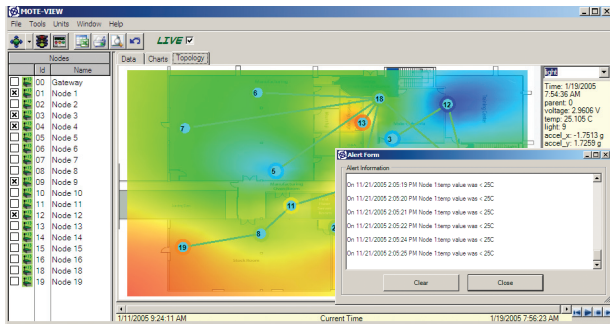 MOTE-VIEW
File Tools Units Window Help
LIVE
Nodes
Data Charts Topology
Id Name
00 Gateway
01 Node 1
02 Node 2
03 Node 3
04 Node 4
05 Node 5
06 Node 6
07 Node 7
08 Node 8
09 Node 9
10 Node 10
11 Node 11
12 Node 12
13 Node 13
14 Node 14
15 Node 15
16 Node 16
18 Node 18
19 Node 19
6
18
12
7
13
3
5
11
8
2
19
light
Time: 1/19/2005
7:54:36 AM
parent: 0
voltage: 2.9606 V
temp: 25.105 C
light: 9
accel_x: -1.7513 g
accel_y: 1.7259 g
Alert Form
Alert Information
On 11/21/2005 2:05:19 PM Node 1:temp value was < 25C
On 11/21/2005 2:05:20 PM Node 1:temp value was < 25C
On 11/21/2005 2:05:21 PM Node 1:temp value was < 25C
On 11/21/2005 2:05:22 PM Node 1:temp value was < 25C
On 11/21/2005 2:05:24 PM Node 1:temp value was < 25C
On 11/21/2005 2:05:25 PM Node 1:temp value was < 25C
Clear Close
1/11/2005 9:24:11 AM Current Time 1/19/2005 7:56:23 AM